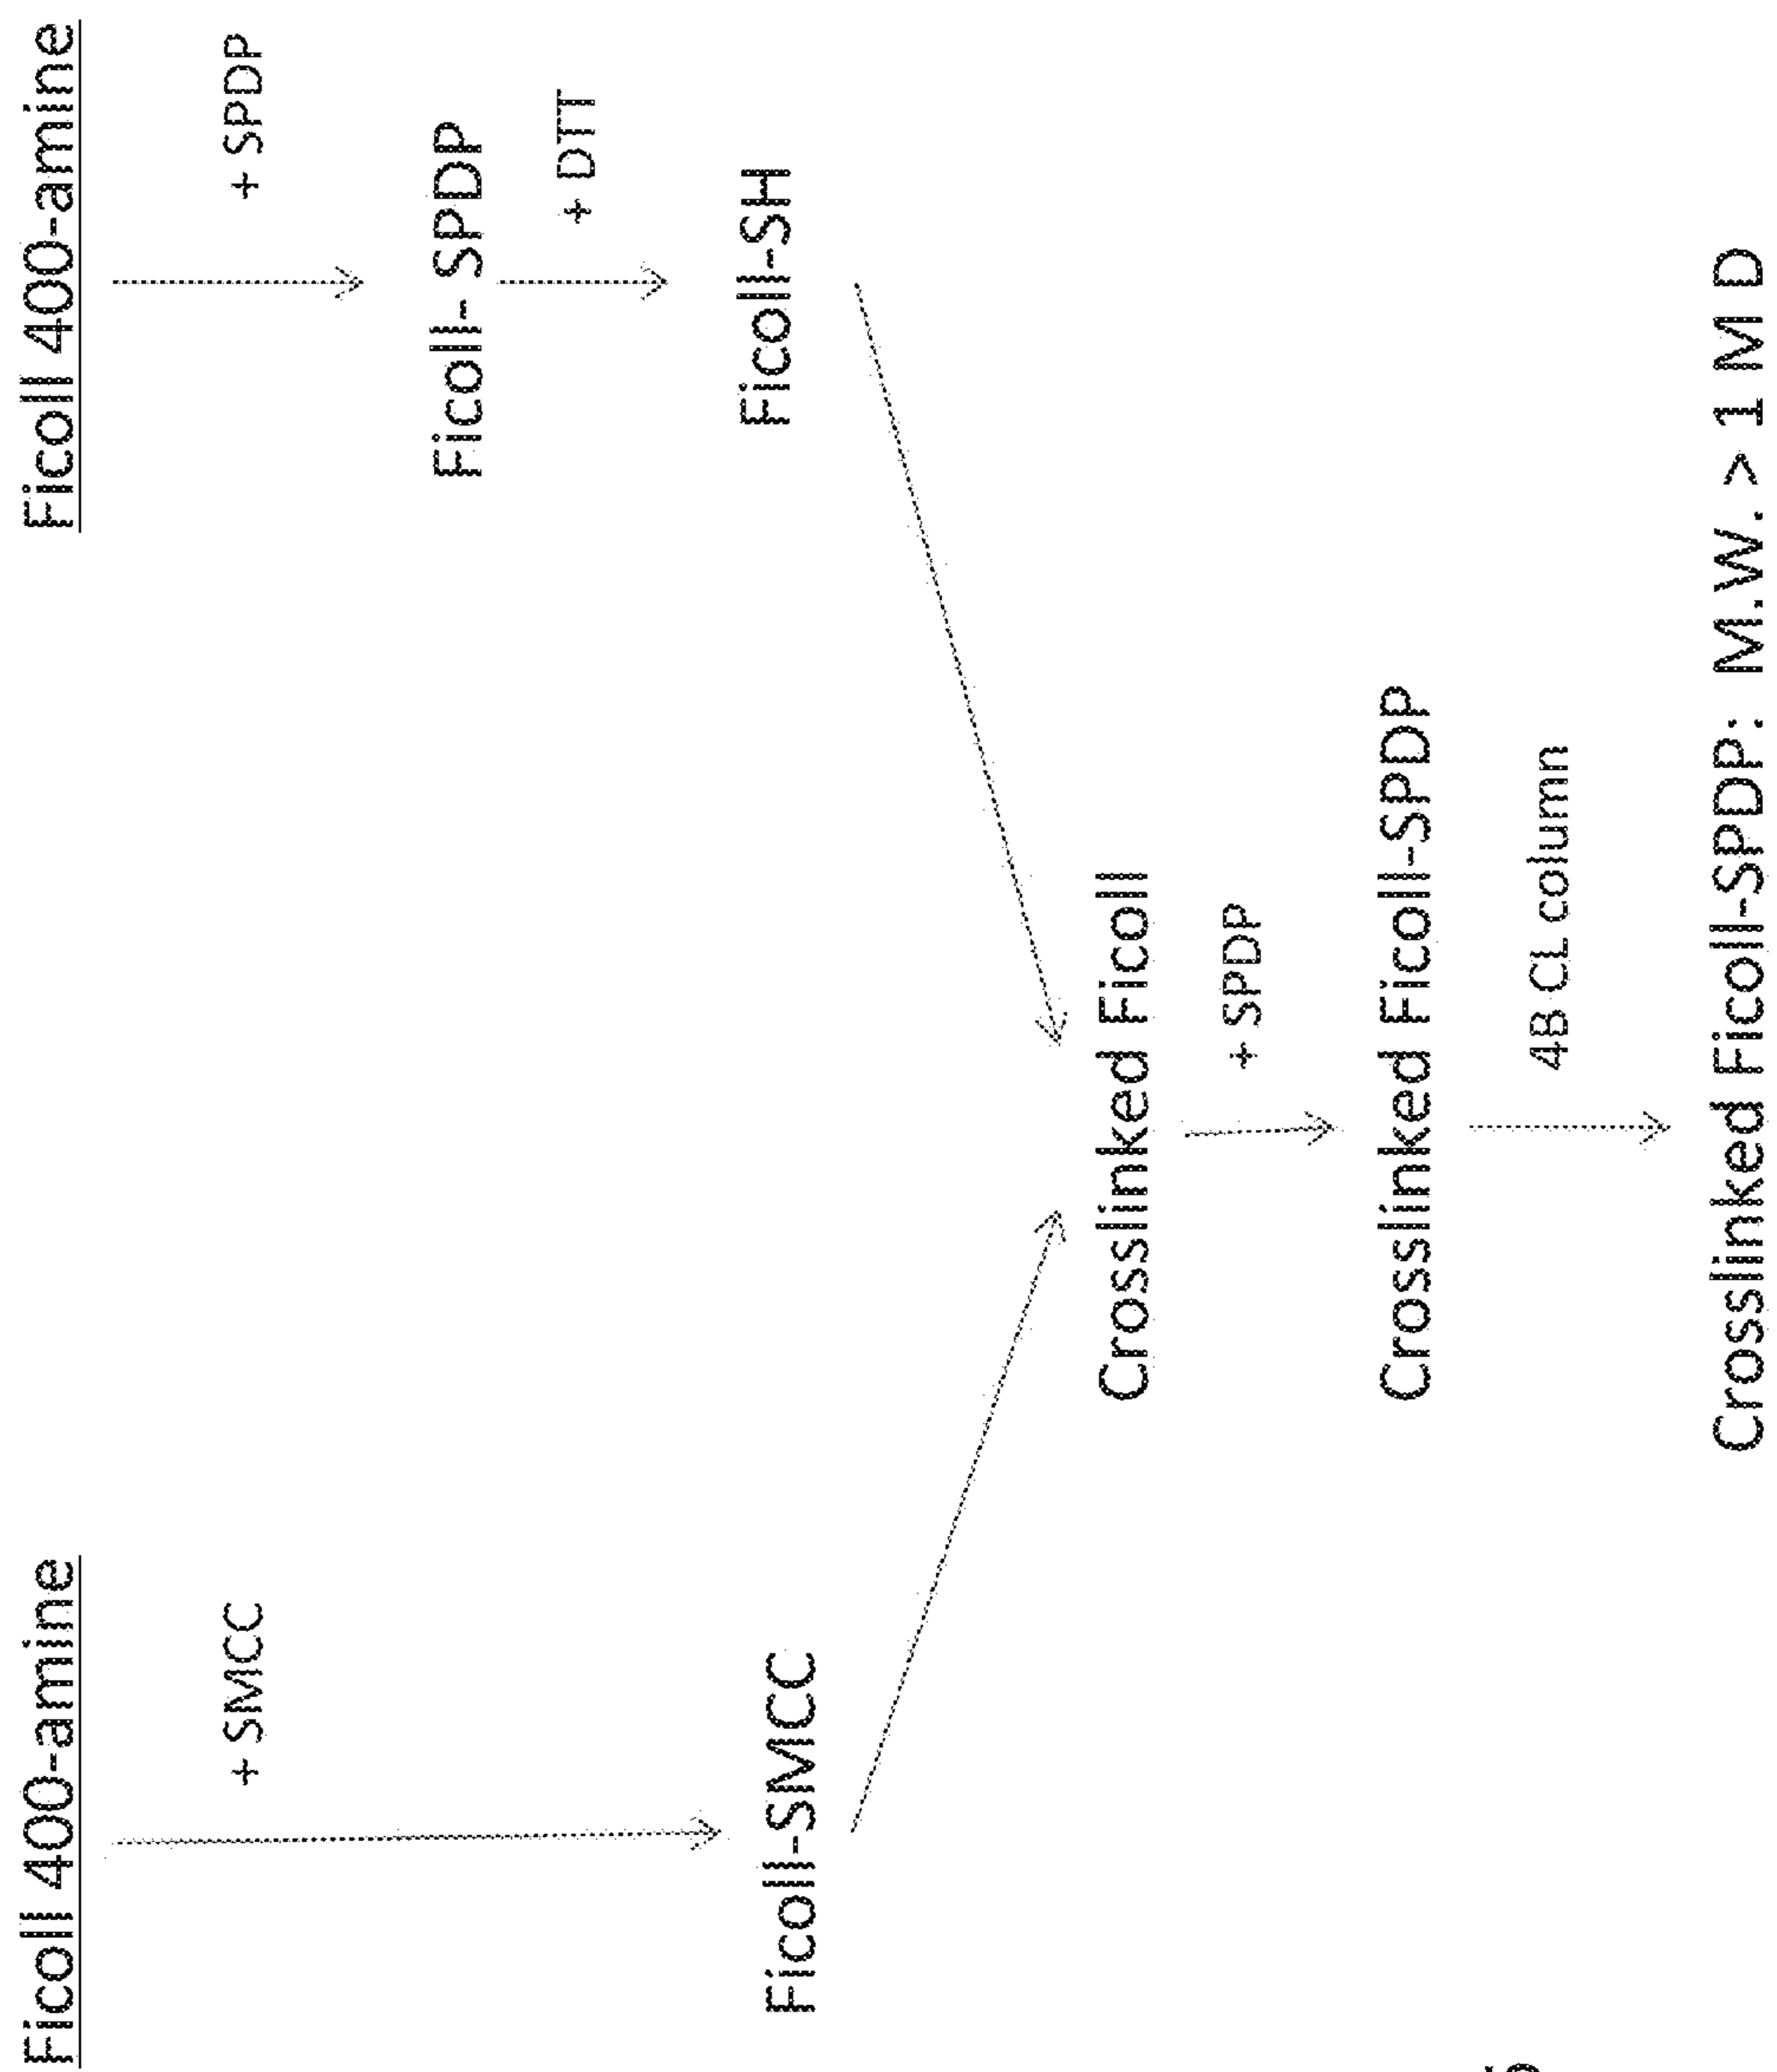 Ficoll 400-amine
Ficoll 400-amine
+ SMCC
+ SPDP
Ficoll- SPDP
+ DTT
Ficoll-SMCC
Ficoll-SH
Crosslinked Ficoll
+ SPDP
Crosslinked Ficoll-SPDP
4B CL column
Crosslinked Ficoll-SPDP: M.W. > 1 M D